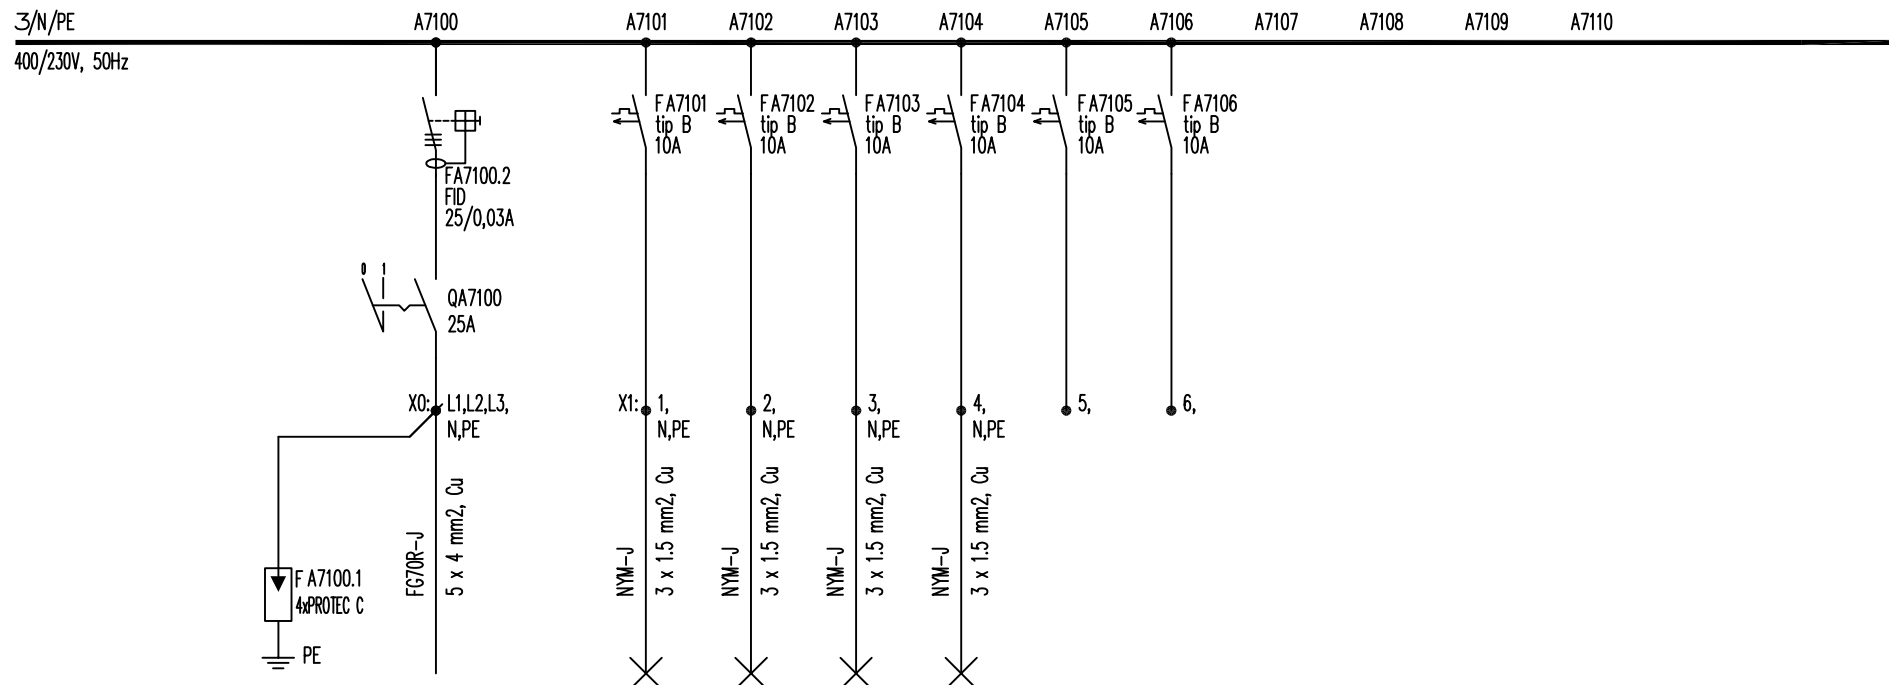 3/N/PE
A7100
A7101
A7102
A7103
A7104
A7105
A7106
A7107
A7108
A7109
A7110
400/230V, 50Hz
FA7100.2
FID
25/0,03A
FA7101
tip B
10A
FA7102
tip B
10A
FA7103
tip B
10A
FA7104
tip B
10A
FA7105
tip B
10A
FA7106
tip B
10A
0 1
QA7100
25A
X0: L1,L2,L3,
N,PE
X1: 1,
N,PE
2,
N,PE
3,
N,PE
4,
N,PE
5,
6,
FG70R-J
5 x 4 mm2, Cu
NYM-J
3 x 1.5 mm2, Cu
NYM-J
3 x 1.5 mm2, Cu
NYM-J
3 x 1.5 mm2, Cu
NYM-J
3 x 1.5 mm2, Cu
FA7100.1
4xPROTEC C
PE